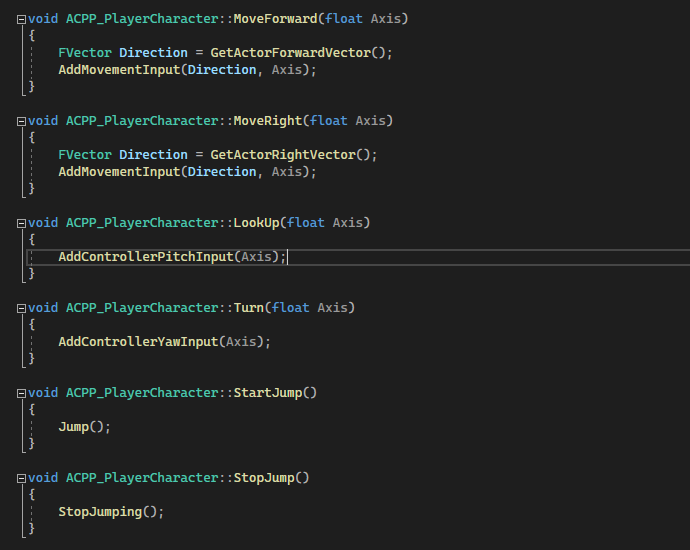 void ACPP_PlayerCharacter::MoveForward(float Axis)
{
FVector Direction = GetActorForwardVector();
AddMovementInput(Direction, Axis);
}
void ACPP_PlayerCharacter::MoveRight(float Axis)
{
FVector Direction = GetActorRightVector();
AddMovementInput(Direction, Axis);
}
void ACPP_PlayerCharacter::LookUp(float Axis)
{
AddControllerPitchInput(Axis);
}
void ACPP_PlayerCharacter::Turn(float Axis)
{
AddControllerYawInput(Axis);
}
void ACPP_PlayerCharacter::StartJump()
{
Jump();
}
void ACPP_PlayerCharacter::StopJump()
{
StopJumping();
}